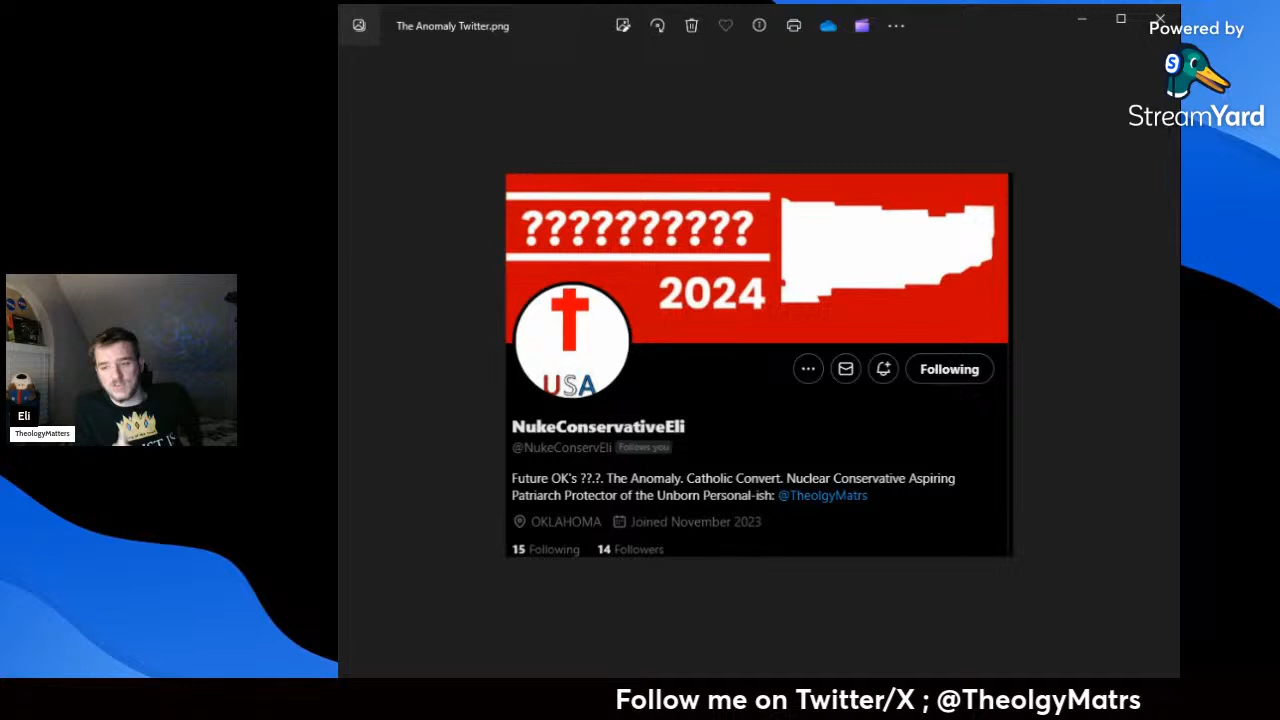 The Anomaly Twitter.png
Powered by
S
StreamYard
??????????
2024
USA
Following
NukeConservativeEli
@NukeConservEli Follows you
Future OK's ??.?. The Anomaly. Catholic Convert. Nuclear Conservative Aspiring
Patriarch Protector of the Unborn Personal-ish: @TheolgyMatrs
OKLAHOMA Joined November 2023
15 Following 14 Followers
Eli
TheologyMatters
Follow me on Twitter/X ; @TheolgyMatrs